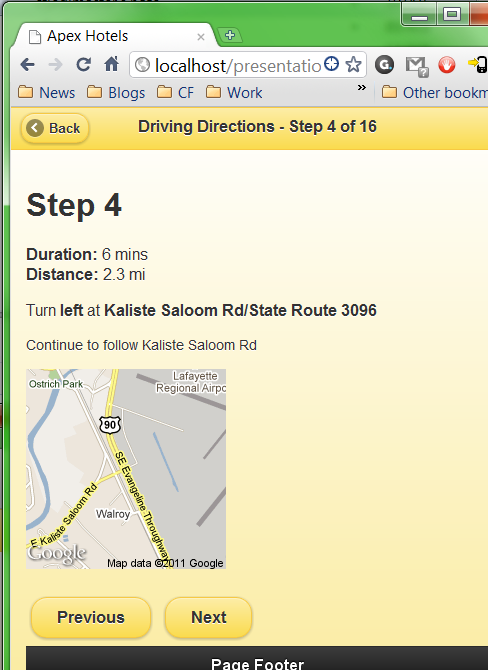 Apex Hotels
localhost/presentatio
News Blogs CF Work » Other bookm
Back
Driving Directions - Step 4 of 16
Step 4
Duration: 6 mins
Distance: 2.3 mi
Turn left at Kaliste Saloom Rd/State Route 3096
Continue to follow Kaliste Saloom Rd
Ostrich Park
Lafayette
Regional Airpo
90
SE Evangeline Throughway
E Kaliste Saloom Rd
Walroy
Google
Map data ©2011 Google
Previous Next
Page Footer